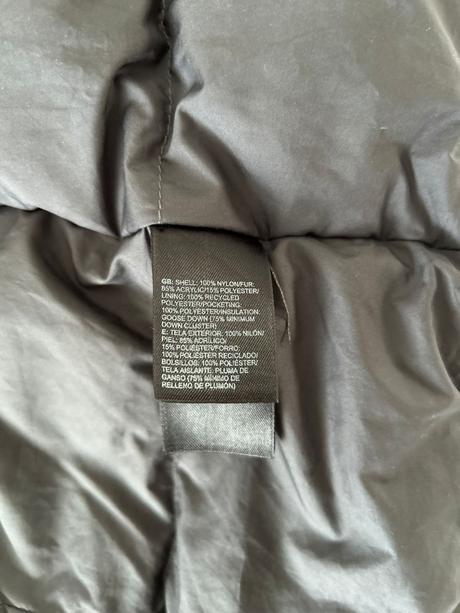 GB: SHELL: 100% NYLON/FUR:
85% ACRYLIC/15% POLYESTER/
LINING: 100% RECYCLED
POLYESTER/POCKETING:
100% POLYESTER/INSULATION:
GOOSE DOWN (75% MINIMUM
DOWN CLUSTER)
E: TELA EXTERIOR: 100% NILÓN/
PIEL: 85% ACRÍLICO/
15% POLIÉSTER/FORRO:
100% POLIÉSTER RECICLADO/
BOLSILLOS: 100% POLIÉSTER/
TELA AISLANTE: PLUMA DE
GANSO (75% MÍNIMO DE
RELLENO DE PLUMÓN)